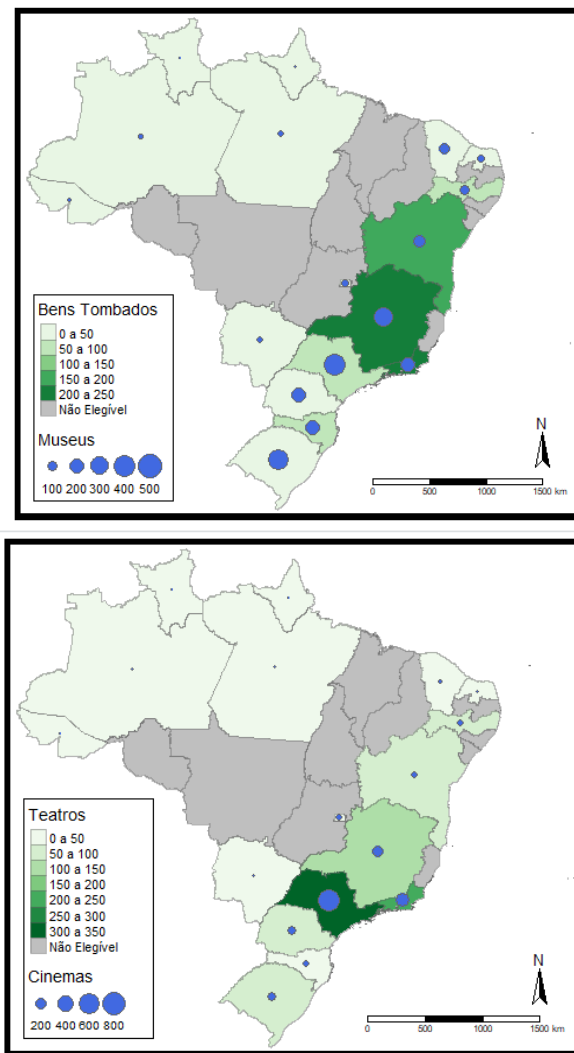 Bens Tombados
0 a 50
50 a 100
100 a 150
150 a 200
200 a 250
Não Elegível
Museus
100 200 300 400 500
N
0 500 1000 1500 km
Teatros
0 a 50
50 a 100
100 a 150
150 a 200
200 a 250
250 a 300
300 a 350
Não Elegível
Cinemas
200 400 600 800
N
0 500 1000 1500 km